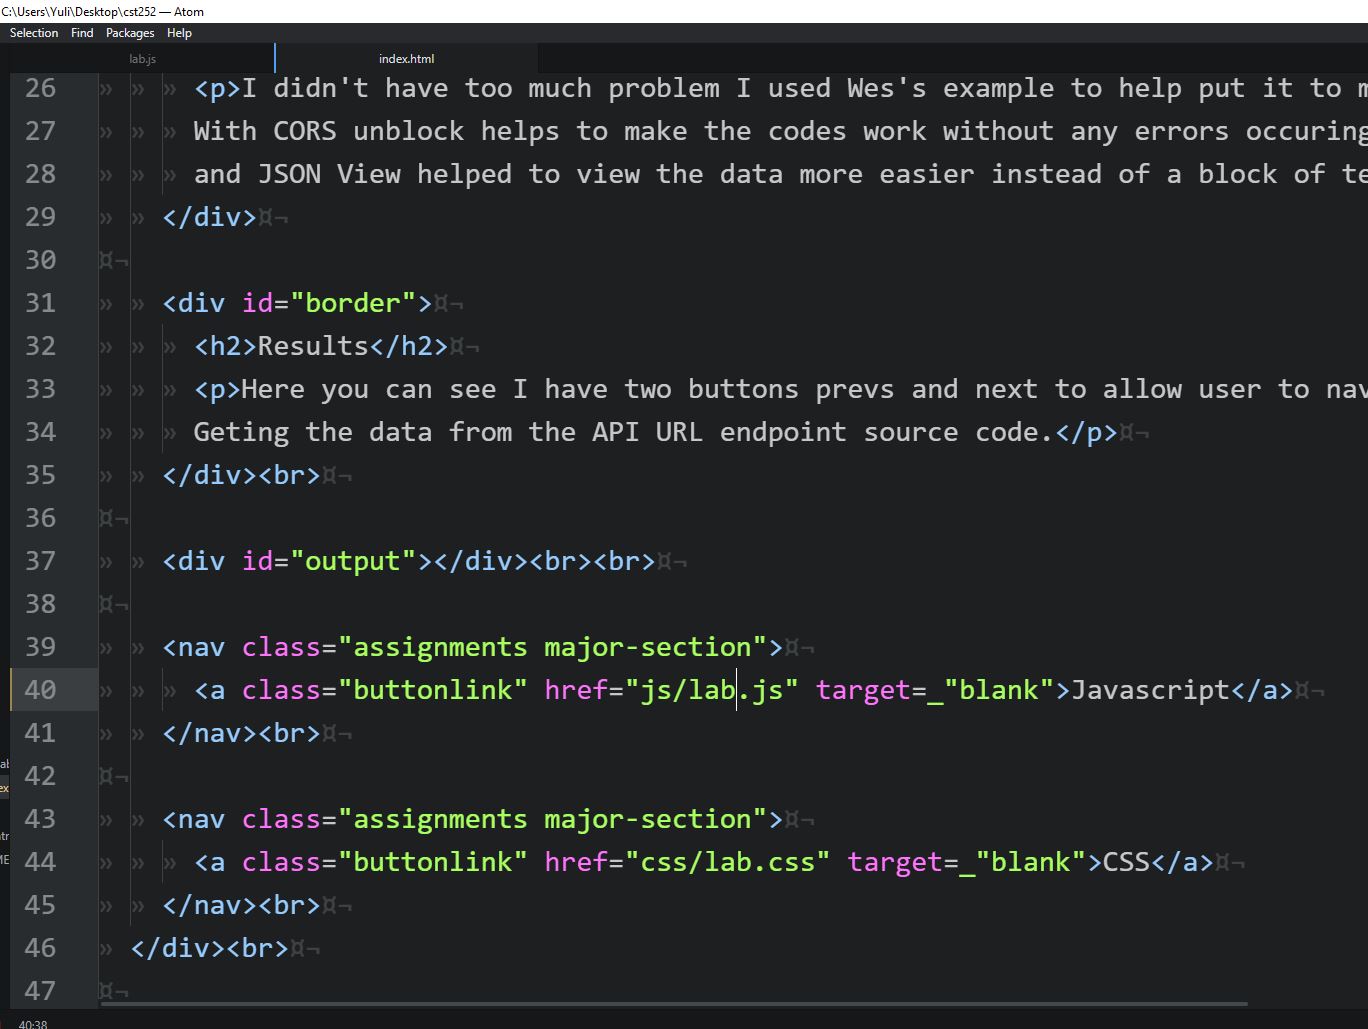 C:\Users\Yuli\Desktop\cst252 — Atom
Selection Find Packages Help
lab.js index.html
26 <p>I didn't have too much problem I used Wes's example to help put it to
27 With CORS unblock helps to make the codes work without any errors occuring
28 and JSON View helped to view the data more easier instead of a block of
29 </div>
30
31 <div id="border">
32 <h2>Results</h2>
33 <p>Here you can see I have two buttons prevs and next to allow user to
34 Geting the data from the API URL endpoint source code.</p>
35 </div><br>
36
37 <div id="output"></div><br><br>
38
39 <nav class="assignments major-section">
40 <a class="buttonlink" href="js/lab.js" target=_"blank">Javascript</a>
41 </nav><br>
42
43 <nav class="assignments major-section">
44 <a class="buttonlink" href="css/lab.css" target=_"blank">CSS</a>
45 </nav><br>
46 </div><br>
47
40:38